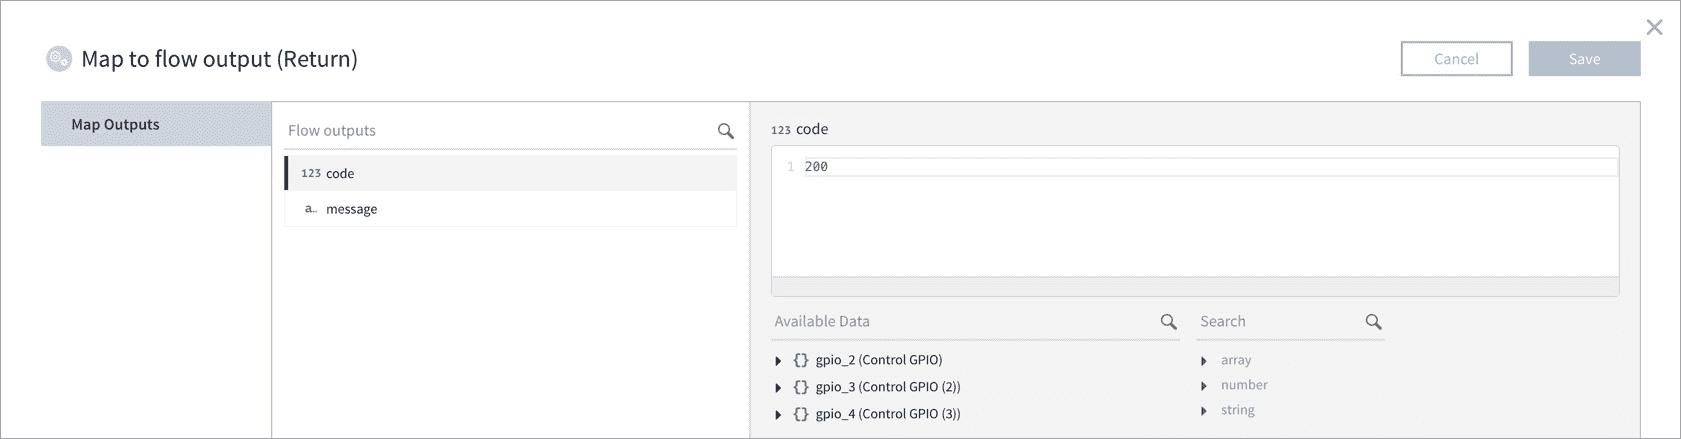 Map to flow output (Return)
Cancel
Save
Map Outputs
Flow outputs
123 code
a.. message
123 code
1 200
Available Data
{} gpio_2 (Control GPIO)
{} gpio_3 (Control GPIO (2))
{} gpio_4 (Control GPIO (3))
Search
array
number
string